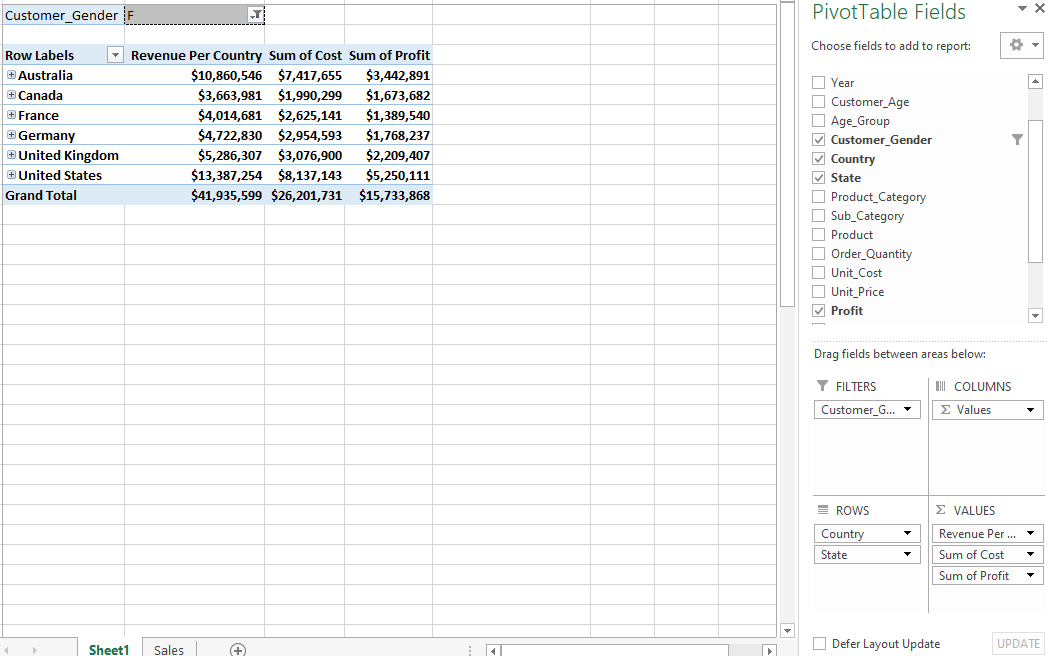 Customer_Gender F
Row Labels Revenue Per Country Sum of Cost Sum of Profit
Australia $10,860,546 $7,417,655 $3,442,891
Canada $3,663,981 $1,990,299 $1,673,682
France $4,014,681 $2,625,141 $1,389,540
Germany $4,722,830 $2,954,593 $1,768,237
United Kingdom $5,286,307 $3,076,900 $2,209,407
United States $13,387,254 $8,137,143 $5,250,111
Grand Total $41,935,599 $26,201,731 $15,733,868
Sheet1 Sales
PivotTable Fields
Choose fields to add to report:
Year
Customer_Age
Age_Group
Customer_Gender
Country
State
Product_Category
Sub_Category
Product
Order_Quantity
Unit_Cost
Unit_Price
Profit
Drag fields between areas below:
FILTERS
Customer_G...
COLUMNS
Σ Values
ROWS
Country
State
Σ VALUES
Revenue Per ...
Sum of Cost
Sum of Profit
Defer Layout Update UPDATE